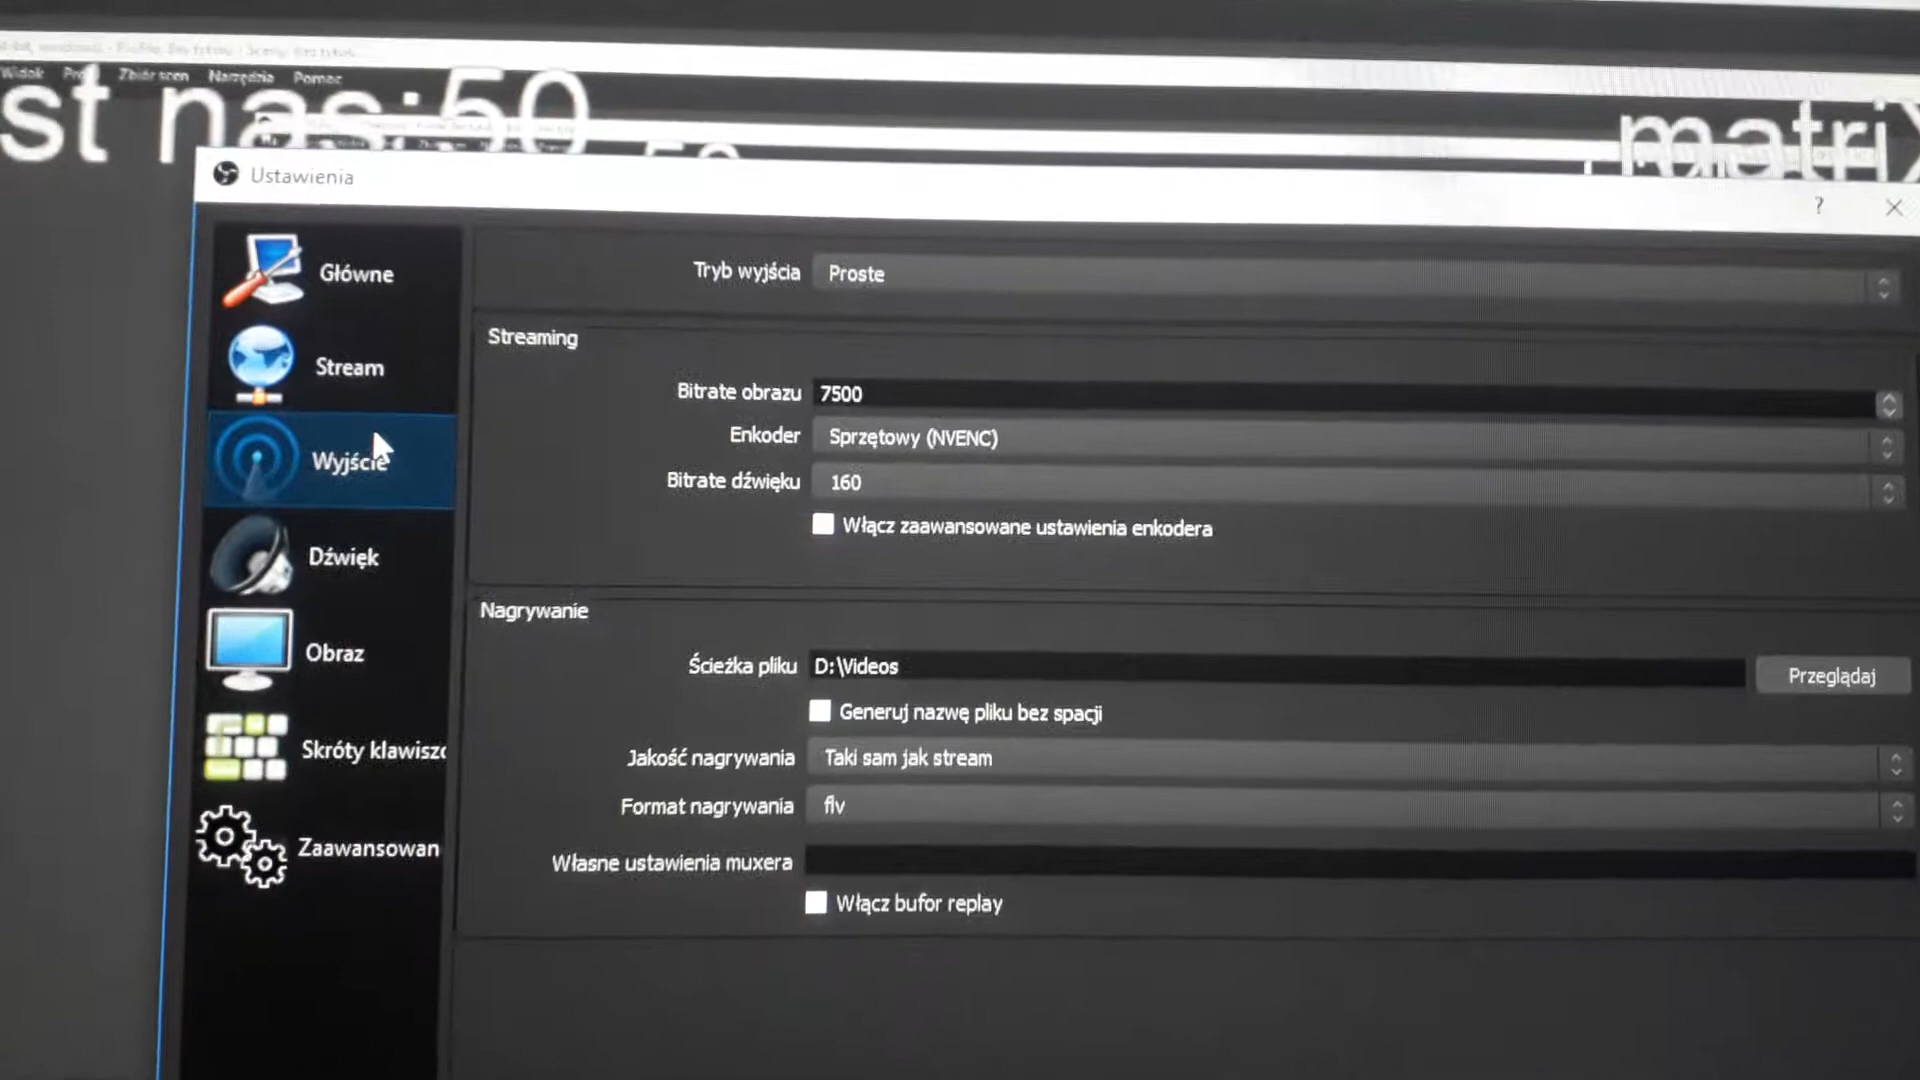 Widok
Zbiór scen
Narzędzia
Pomoc
st nas:50
50
matriX
Ustawienia
?
Główne
Stream
Wyjście
Dźwięk
Obraz
Skróty klawiszo
Zaawansowan
Tryb wyjścia Proste
Streaming
Bitrate obrazu 7500
Enkoder Sprzętowy (NVENC)
Bitrate dźwięku 160
Włącz zaawansowane ustawienia enkodera
Nagrywanie
Ścieżka pliku D:\Videos Przeglądaj
Generuj nazwę pliku bez spacji
Jakość nagrywania Taki sam jak stream
Format nagrywania flv
Własne ustawienia muxera
Włącz bufor replay